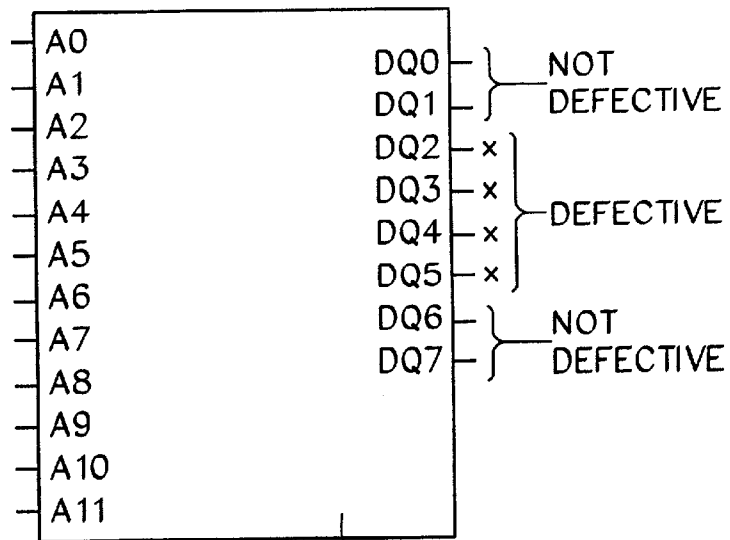 A0
A1
A2
A3
A4
A5
A6
A7
A8
A9
A10
A11
DQ0
DQ1
DQ2 x
DQ3 x
DQ4 x
DQ5 x
DQ6
DQ7
NOT
DEFECTIVE
DEFECTIVE
NOT
DEFECTIVE